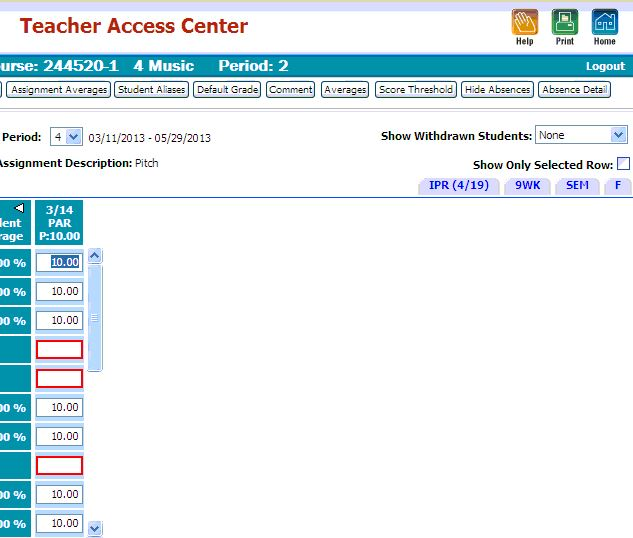 Teacher Access Center
Help Print Home
urse: 244520-1 4 Music Period: 2 Logout
Assignment Averages Student Aliases Default Grade Comment Averages Score Threshold Hide Absences Absence Detail
Period: 4 03/11/2013 - 05/29/2013 Show Withdrawn Students: None
Assignment Description: Pitch Show Only Selected Row:
IPR (4/19) 9WK SEM F
3/14
lent PAR
rage P:10.00
00 % 10.00
00 % 10.00
00 % 10.00
00 % 10.00
00 % 10.00
00 % 10.00
00 % 10.00